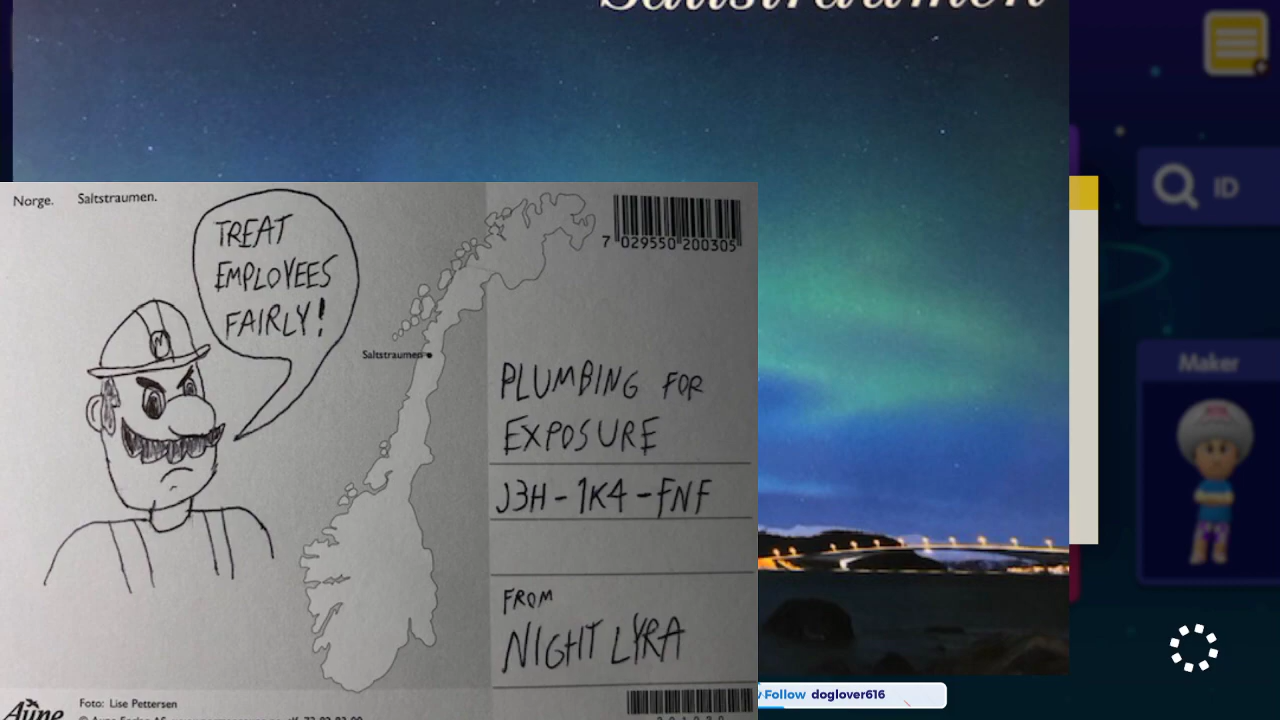 Saltstraumen
ID
Norge. Saltstraumen.
TREAT
EMPLOYEES
FAIRLY!
7 029550 200305
Maker
Saltstraumen
PLUMBING FOR
EXPOSURE
J3H-1K4-FNF
FROM
NIGHT LYRA
Follow doglover616
Aune
Foto: Lise Pettersen